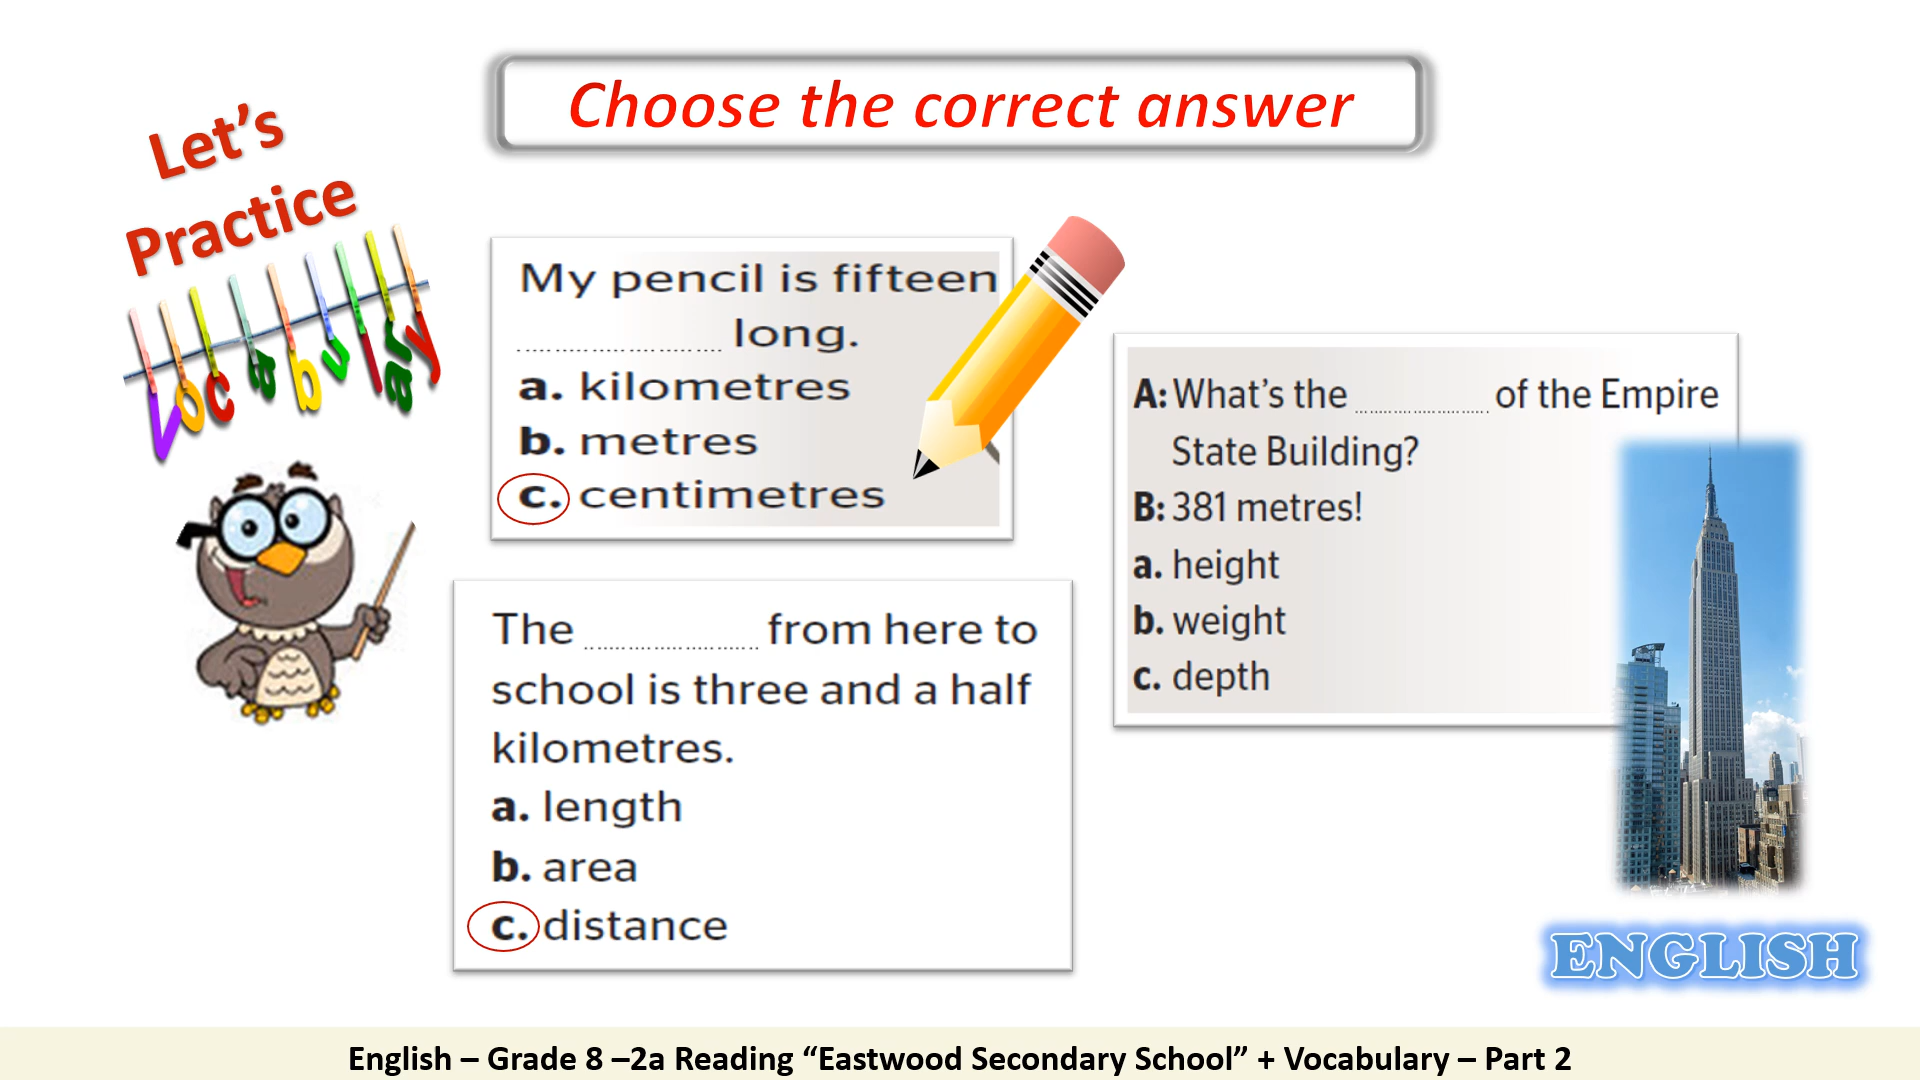 Choose the correct answer
Let's
Practice
Vocabulary
My pencil is fifteen
........................ long.
a. kilometres
b. metres
c. centimetres
The ........................ from here to
school is three and a half
kilometres.
a. length
b. area
c. distance
A: What's the ........................ of the Empire
State Building?
B: 381 metres!
a. height
b. weight
c. depth
ENGLISH
English – Grade 8 –2a Reading “Eastwood Secondary School” + Vocabulary – Part 2